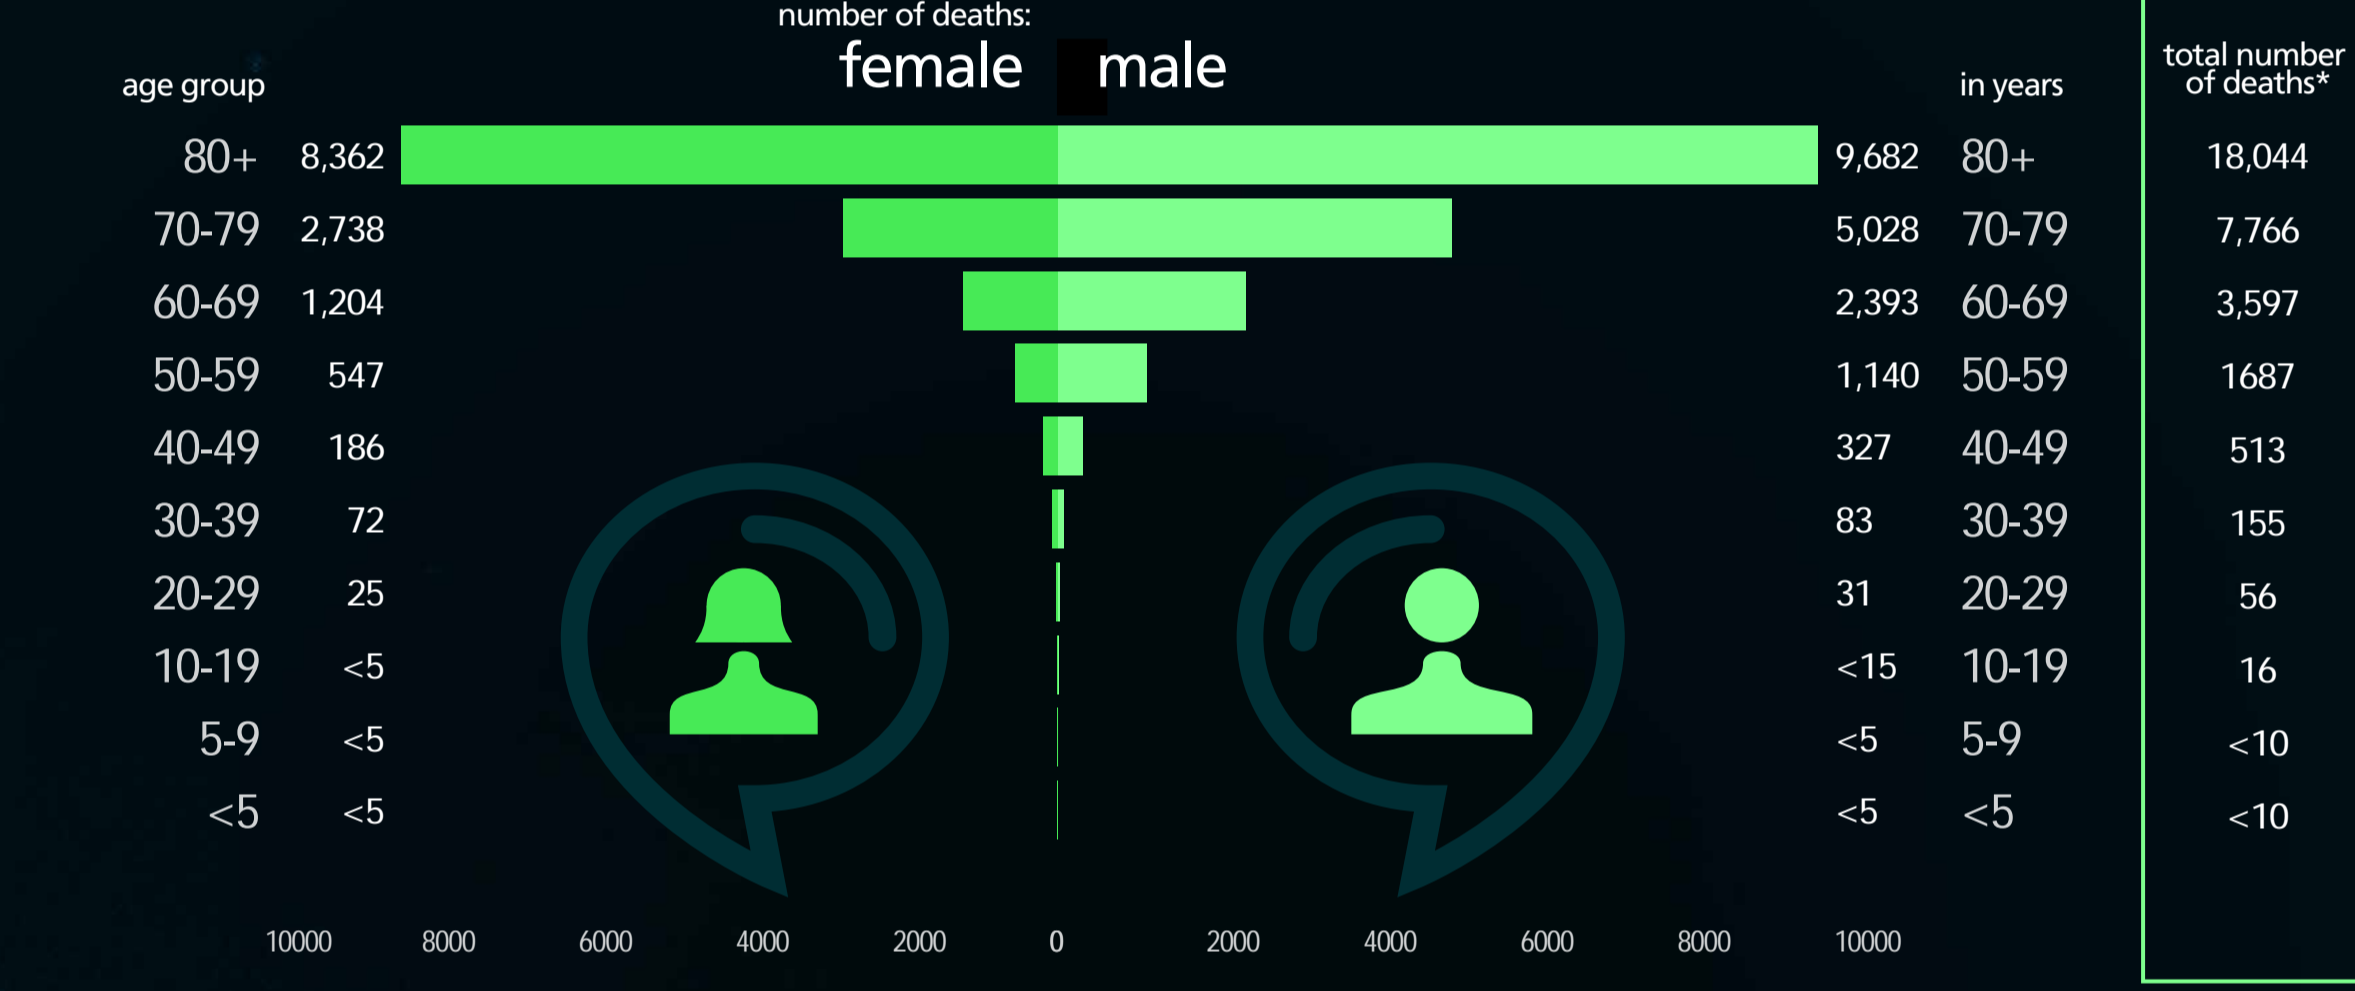 number of deaths:
female male
age group in years total number
of deaths*
80+ 8,362 9,682 80+ 18,044
70-79 2,738 5,028 70-79 7,766
60-69 1,204 2,393 60-69 3,597
50-59 547 1,140 50-59 1687
40-49 186 327 40-49 513
30-39 72 83 30-39 155
20-29 25 31 20-29 56
10-19 <5 <15 10-19 16
5-9 <5 <5 5-9 <10
<5 <5 <5 <5 <10
10000 8000 6000 4000 2000 0 2000 4000 6000 8000 10000